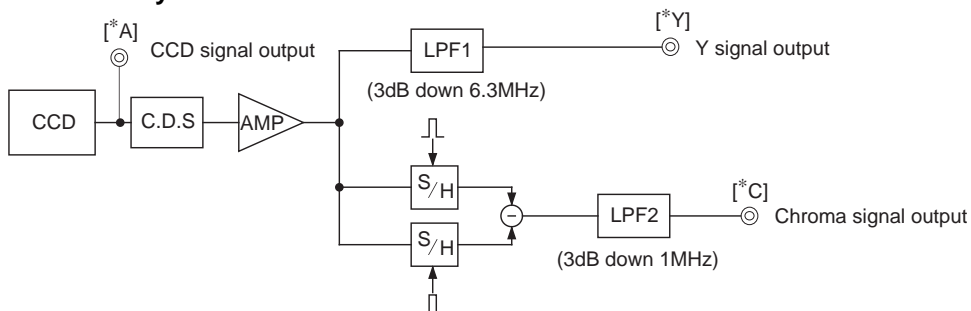 [*A]
CCD signal output
[*Y]
Y signal output
LPF1
(3dB down 6.3MHz)
CCD
C.D.S
AMP
S/H
S/H
[*C]
Chroma signal output
LPF2
(3dB down 1MHz)